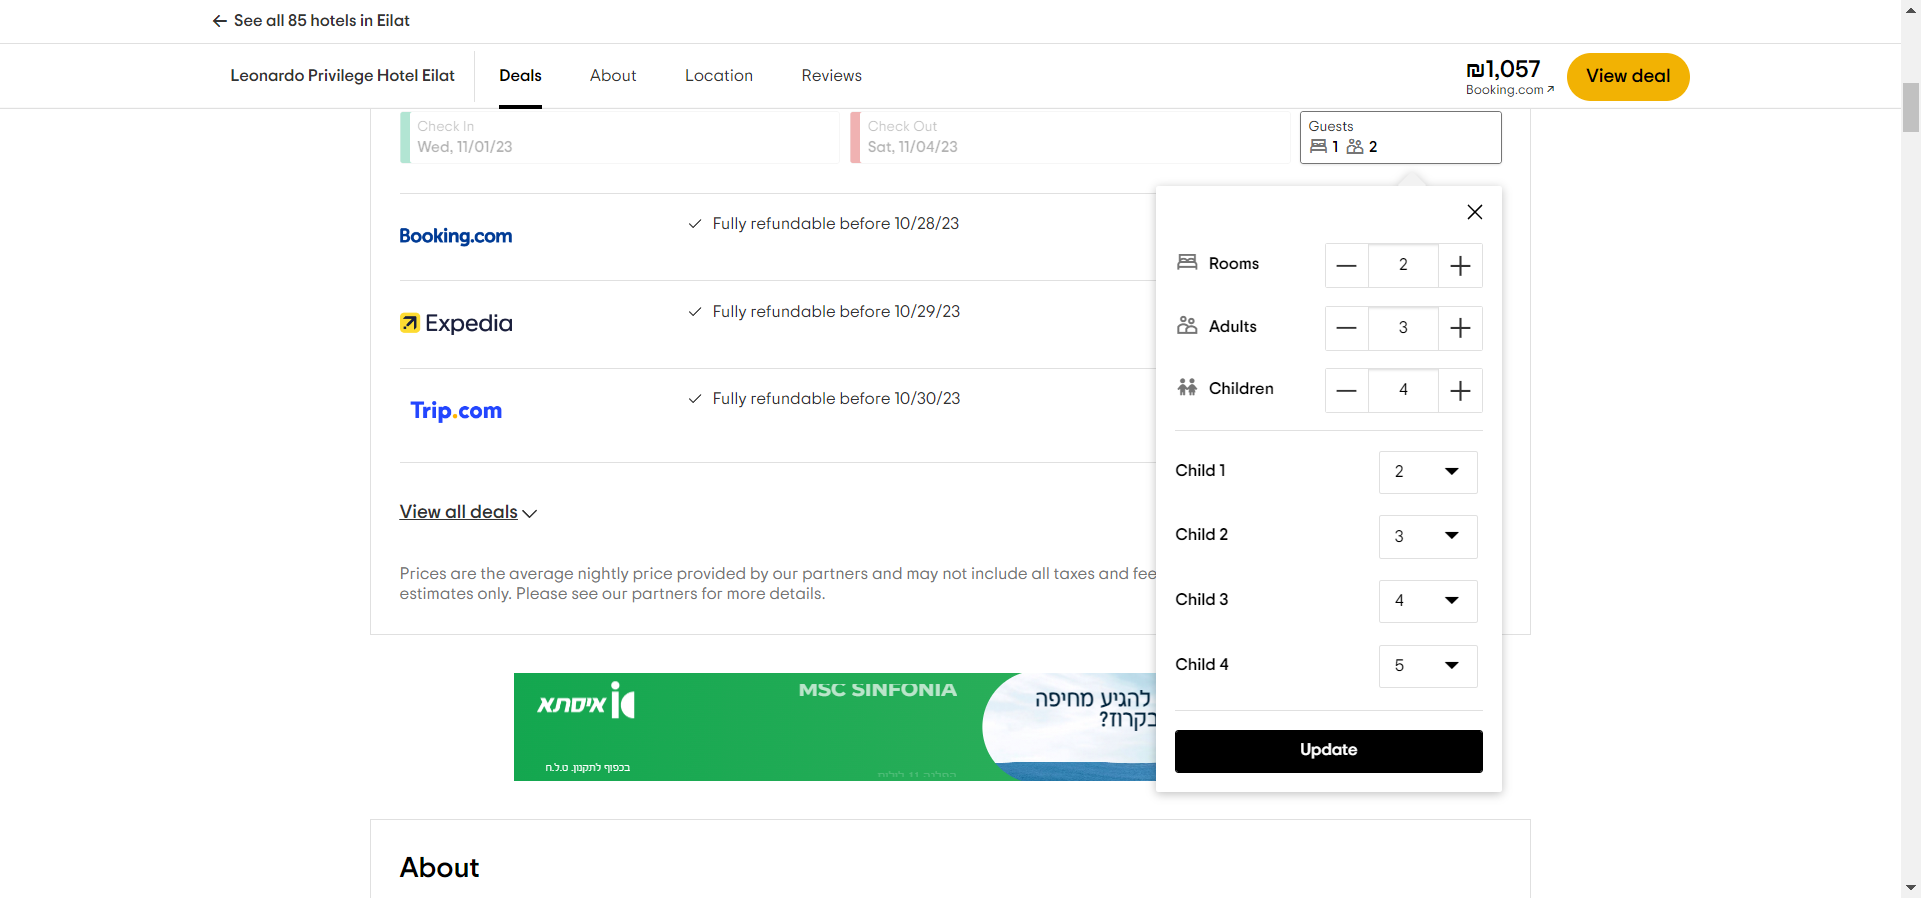 See all 85 hotels in Eilat
Leonardo Privilege Hotel Eilat
Deals
About
Location
Reviews
₪1,057
Booking.com
View deal
Check In
Wed, 11/01/23
Check Out
Sat, 11/04/23
Guests
1 2
Booking.com
Fully refundable before 10/28/23
Expedia
Fully refundable before 10/29/23
Trip.com
Fully refundable before 10/30/23
View all deals
Prices are the average nightly price provided by our partners and may not include all taxes and fee
estimates only. Please see our partners for more details.
Rooms
2
Adults
3
Children
4
Child 1
2
Child 2
3
Child 3
4
Child 4
5
Update
איסתא
MSC SINFONIA
להגיע מחיפה
בקרוז?
בכפוף לתקנון. ט.ל.ח
About